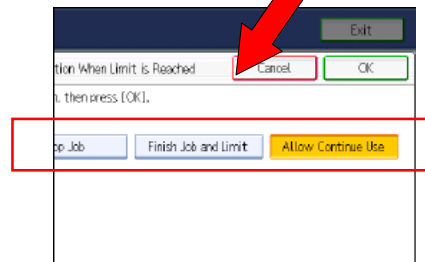 Exit
tion When Limit is Reached Cancel OK
n, then press [OK].
op Job Finish Job and Limit Allow Continue Use